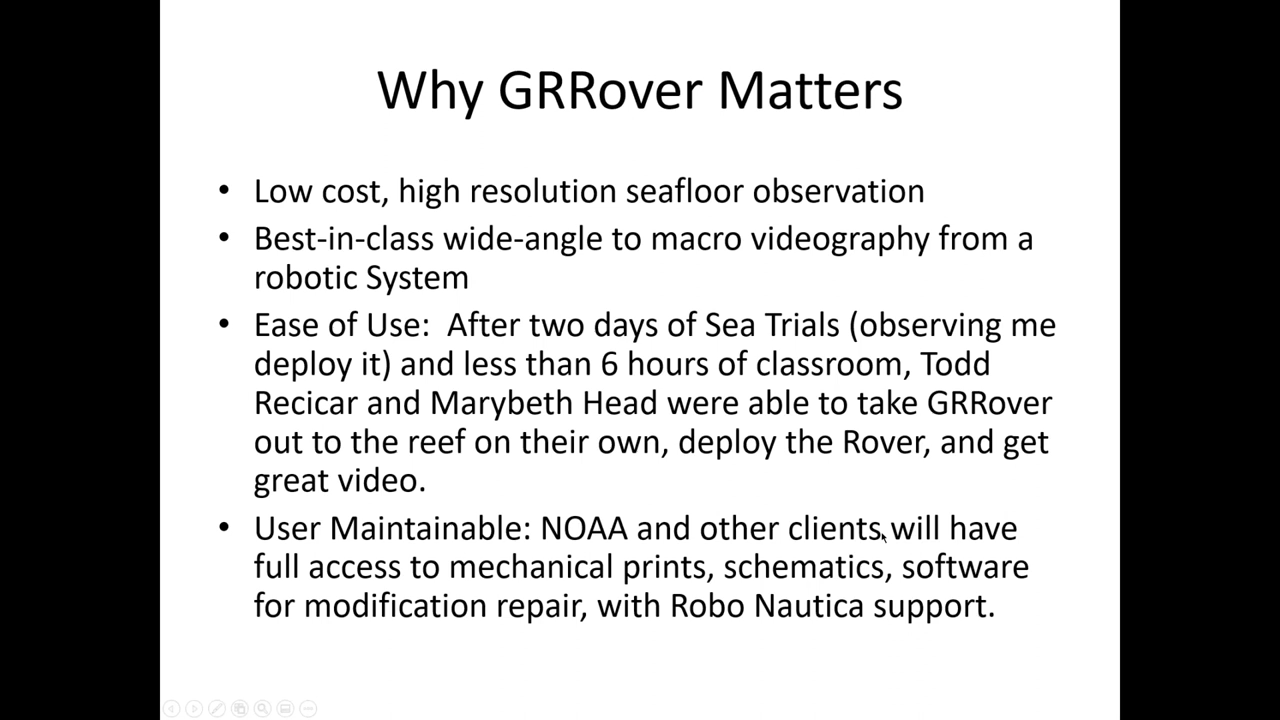 Why GRRover Matters
• Low cost, high resolution seafloor observation
• Best-in-class wide-angle to macro videography from a
robotic System
• Ease of Use:  After two days of Sea Trials (observing me
deploy it) and less than 6 hours of classroom, Todd
Recicar and Marybeth Head were able to take GRRover
out to the reef on their own, deploy the Rover, and get
great video.
• User Maintainable: NOAA and other clients will have
full access to mechanical prints, schematics, software
for modification repair, with Robo Nautica support.